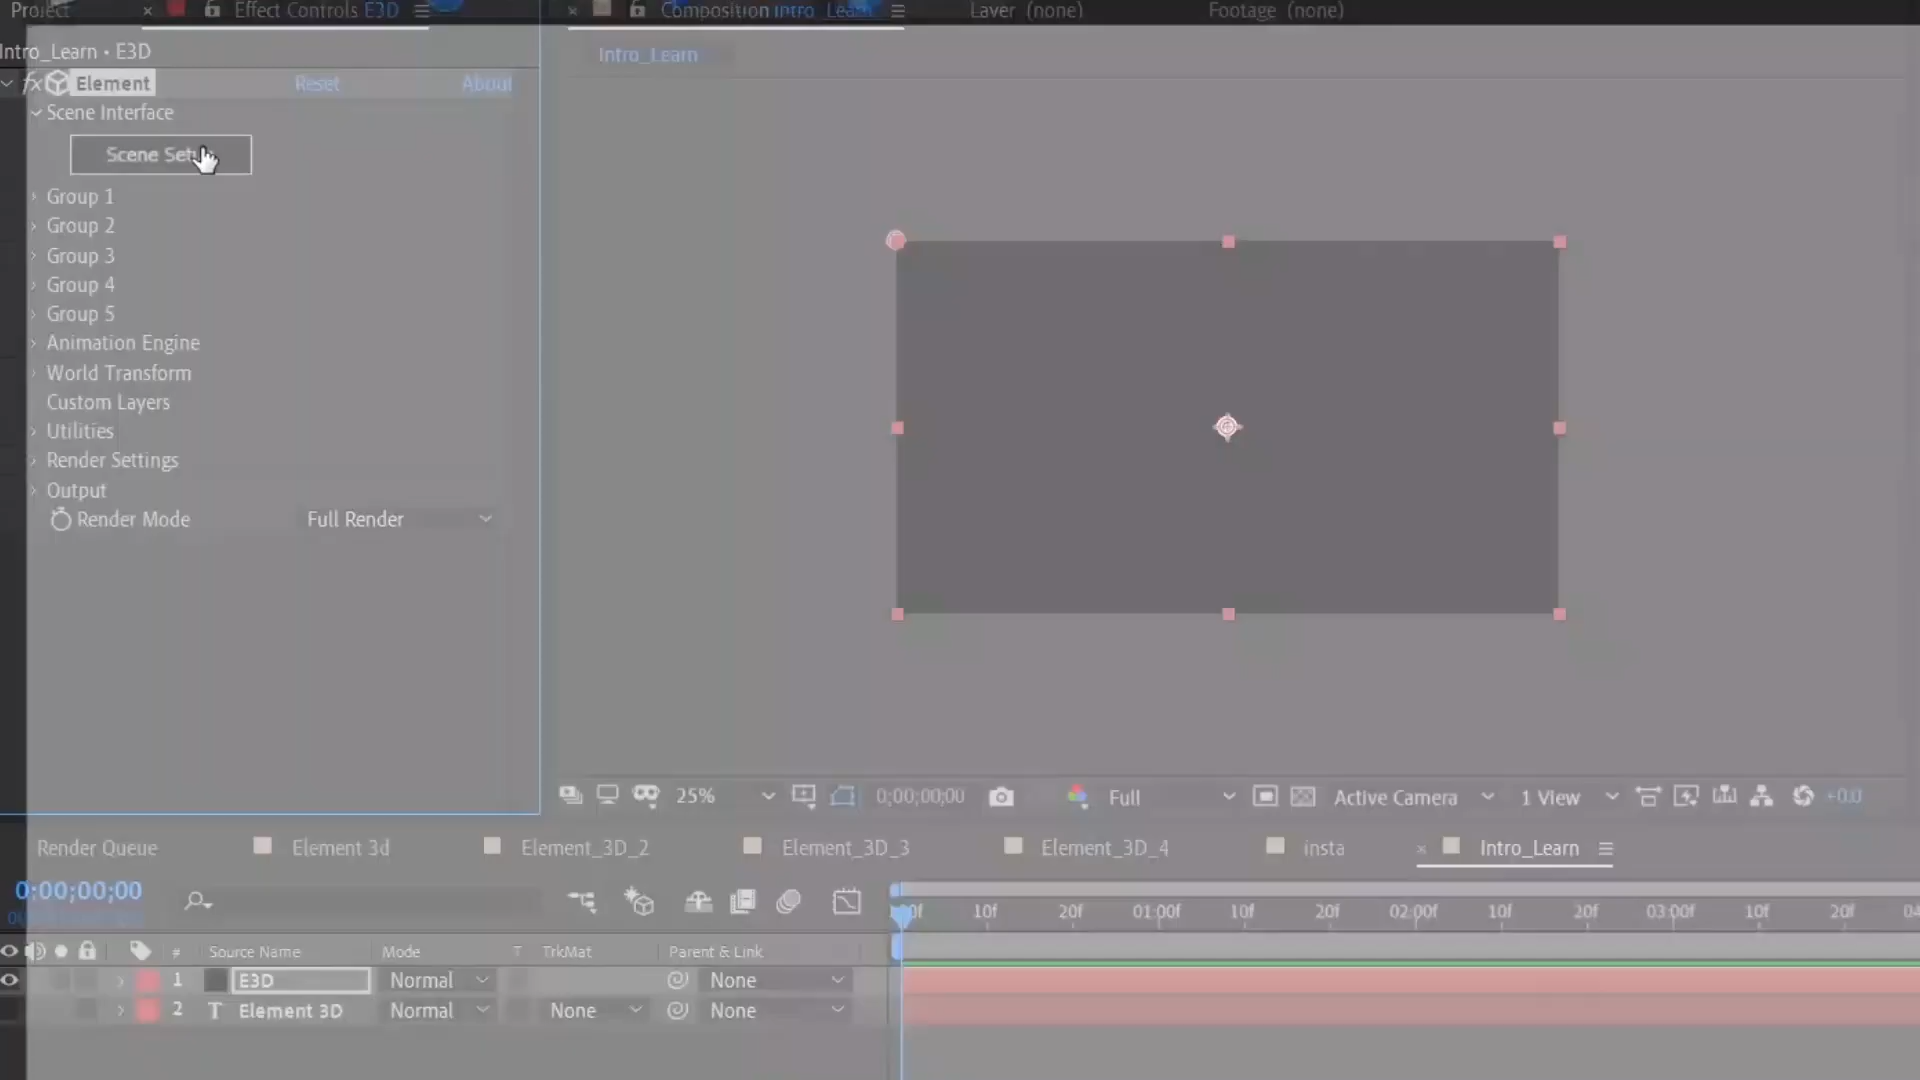 Project
Effect Controls E3D
Composition Intro_Learn
Layer (none)
Footage (none)
Intro_Learn • E3D
Intro_Learn
fx Element Reset About
Scene Interface
Scene Setu
Group 1
Group 2
Group 3
Group 4
Group 5
Animation Engine
World Transform
Custom Layers
Utilities
Render Settings
Output
Render Mode Full Render
25% 0;00;00;00 Full Active Camera 1 View +0.0
Render Queue Element 3d Element_3D_2 Element_3D_3 Element_3D_4 insta Intro_Learn
0;00;00;00
10f 20f 01:00f 10f 20f 02:00f 10f 20f 03:00f 10f 20f
# Source Name Mode T TrkMat Parent & Link
1 E3D Normal None
2 T Element 3D Normal None None